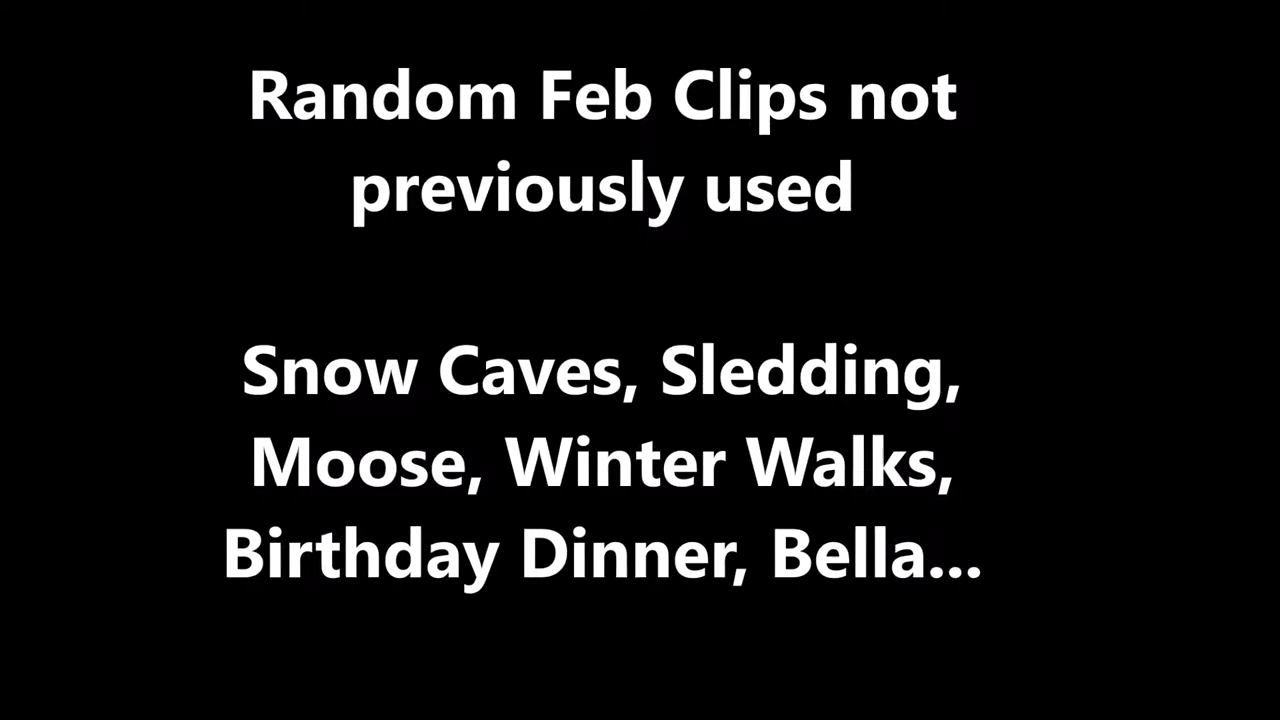 Random Feb Clips not
previously used
Snow Caves, Sledding,
Moose, Winter Walks,
Birthday Dinner, Bella...